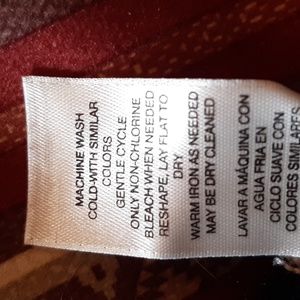 MACHINE WASH
COLD-WITH SIMILAR
COLORS
GENTLE CYCLE
ONLY NON-CHLORINE
BLEACH WHEN NEEDED
RESHAPE, LAY FLAT TO
DRY
WARM IRON AS NEEDED
MAY BE DRY CLEANED
LAVAR A MÁQUINA CON
AGUA FRIA EN
CICLO SUAVE CON
COLORES SIMILARES